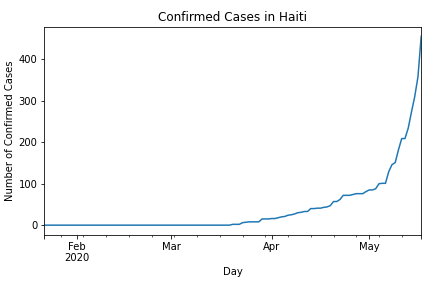 Confirmed Cases in Haiti
Number of Confirmed Cases
400
300
200
100
0
Feb
2020
Mar
Apr
May
Day